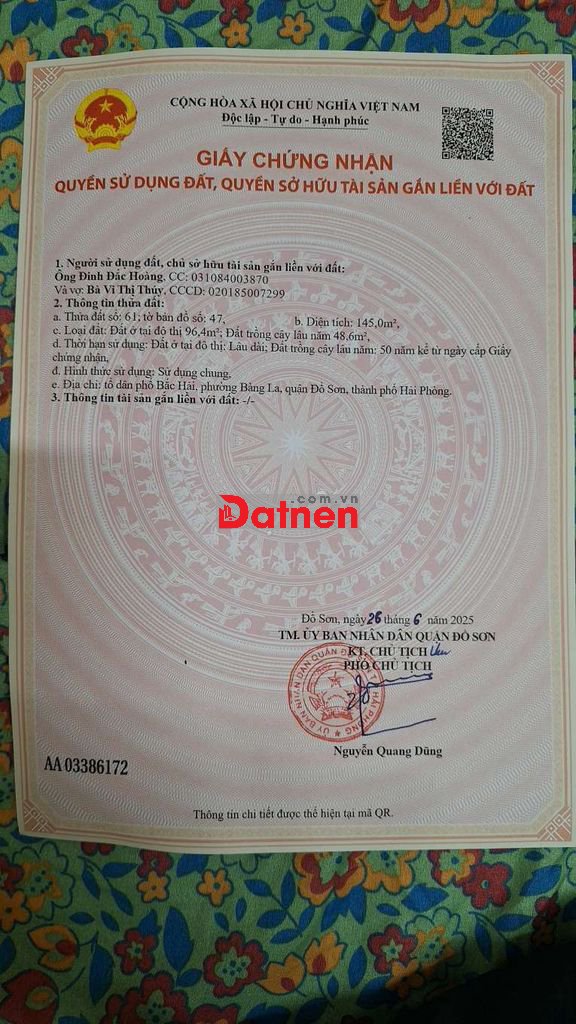 CỘNG HÒA XÃ HỘI CHỦ NGHĨA VIỆT NAM
Độc lập - Tự do - Hạnh phúc
GIẤY CHỨNG NHẬN
QUYỀN SỬ DỤNG ĐẤT, QUYỀN SỞ HỮU TÀI SẢN GẮN LIỀN VỚI ĐẤT
1. Người sử dụng đất, chủ sở hữu tài sản gắn liền với đất:
Ông Đinh Đắc Hoàng, CC: 031084003870
Và vợ: Bà Vi Thị Thúy, CCCD: 020185007299
2. Thông tin thửa đất:
a. Thửa đất số: 61; tờ bản đồ số: 47, b. Diện tích: 145,0m²,
c. Loại đất: Đất ở tại đô thị 96,4m²; Đất trồng cây lâu năm 48,6m²,
d. Thời hạn sử dụng: Đất ở tại đô thị: Lâu dài; Đất trồng cây lâu năm: 50 năm kể từ ngày cấp Giấy
chứng nhận,
đ. Hình thức sử dụng: Sử dụng chung,
e. Địa chỉ: tổ dân phố Bắc Hải, phường Bàng La, quận Đồ Sơn, thành phố Hải Phòng.
3. Thông tin tài sản gắn liền với đất: -/-
.com.vn
Datnen
Đồ Sơn, ngày 26 tháng 6 năm 2025
TM. ỦY BAN NHÂN DÂN QUẬN ĐỒ SƠN
KT. CHỦ TỊCH
PHÓ CHỦ TỊCH
Nguyễn Quang Dũng
AA 03386172
Thông tin chi tiết được thể hiện tại mã QR.